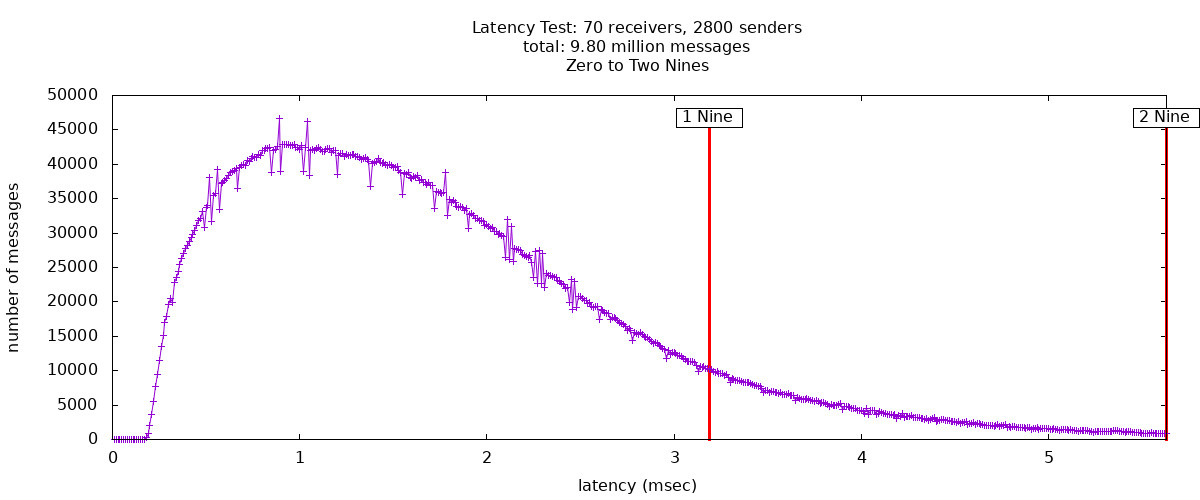 Latency Test: 70 receivers, 2800 senders
total: 9.80 million messages
Zero to Two Nines
50000
45000
40000
35000
30000
25000
20000
15000
10000
5000
0
number of messages
1 Nine
2 Nine
0 1 2 3 4 5
latency (msec)